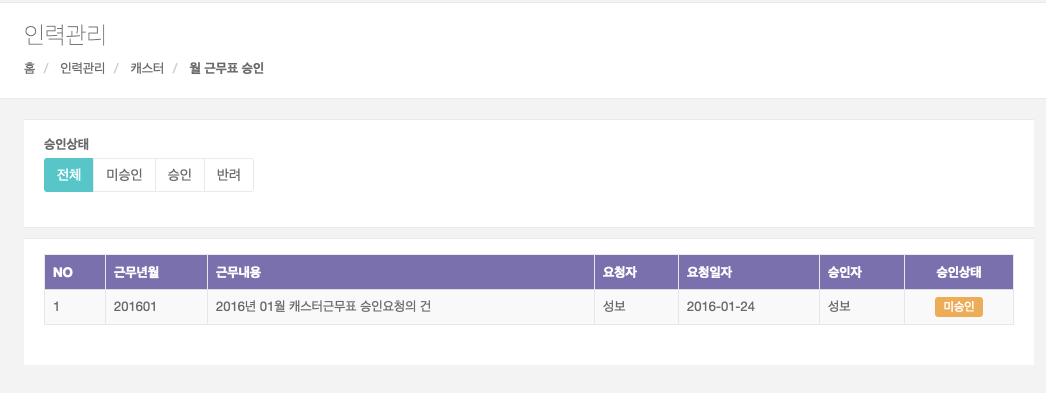 인력관리
홈 / 인력관리 / 캐스터 / 월 근무표 승인
승인상태
전체 미승인 승인 반려
NO 근무년월 근무내용 요청자 요청일자 승인자 승인상태
1 201601 2016년 01월 캐스터근무표 승인요청의 건 성보 2016-01-24 성보 미승인